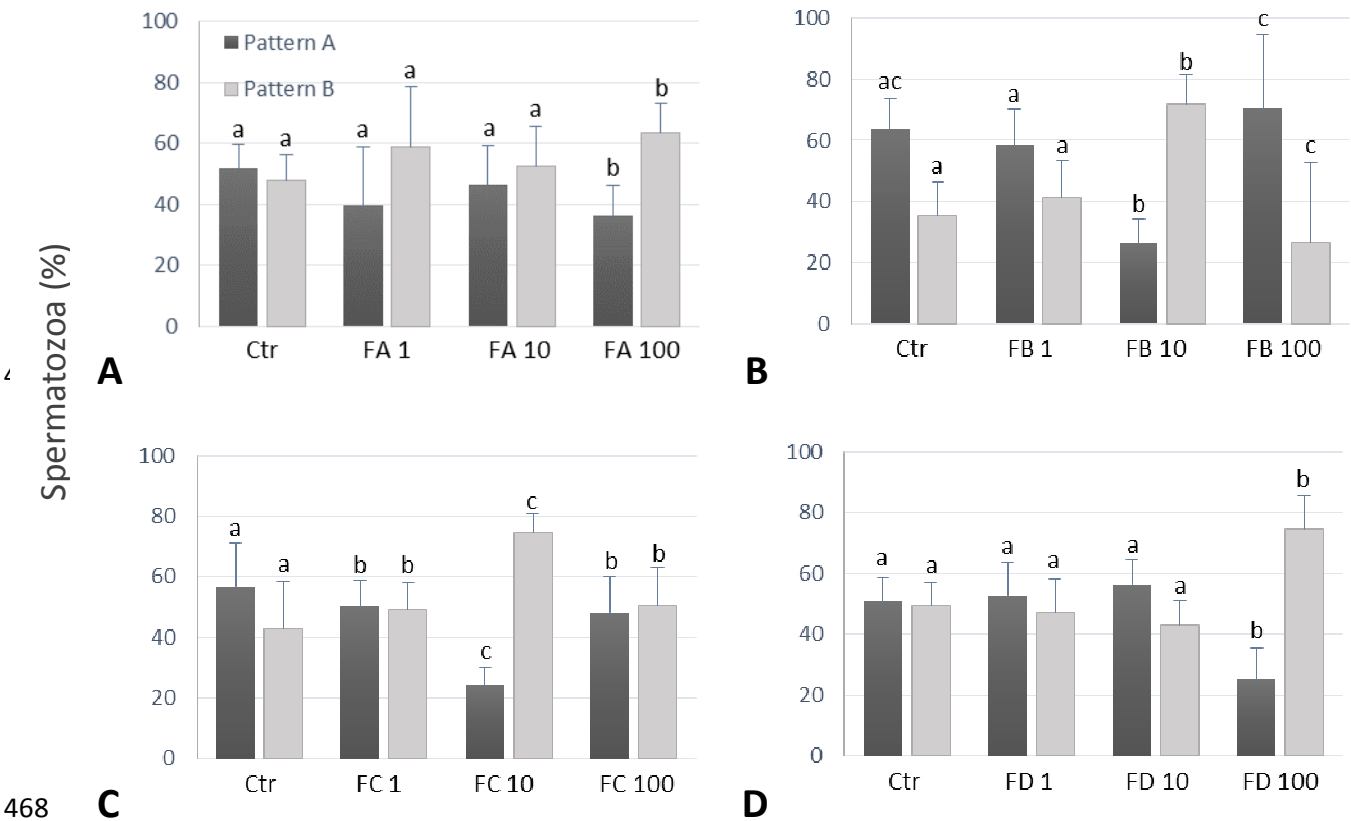 Spermatozoa (%)
100
80
60
40
20
0
Pattern A
Pattern B
a
a
a
a
a
a
b
b
Ctr
FA 1
FA 10
FA 100
A
100
80
60
40
20
0
ac
a
a
a
b
b
c
c
Ctr
FB 1
FB 10
FB 100
B
100
80
60
40
20
0
a
a
b
b
c
c
b
b
Ctr
FC 1
FC 10
FC 100
C
100
80
60
40
20
0
a
a
a
a
a
a
b
b
Ctr
FD 1
FD 10
FD 100
D
468